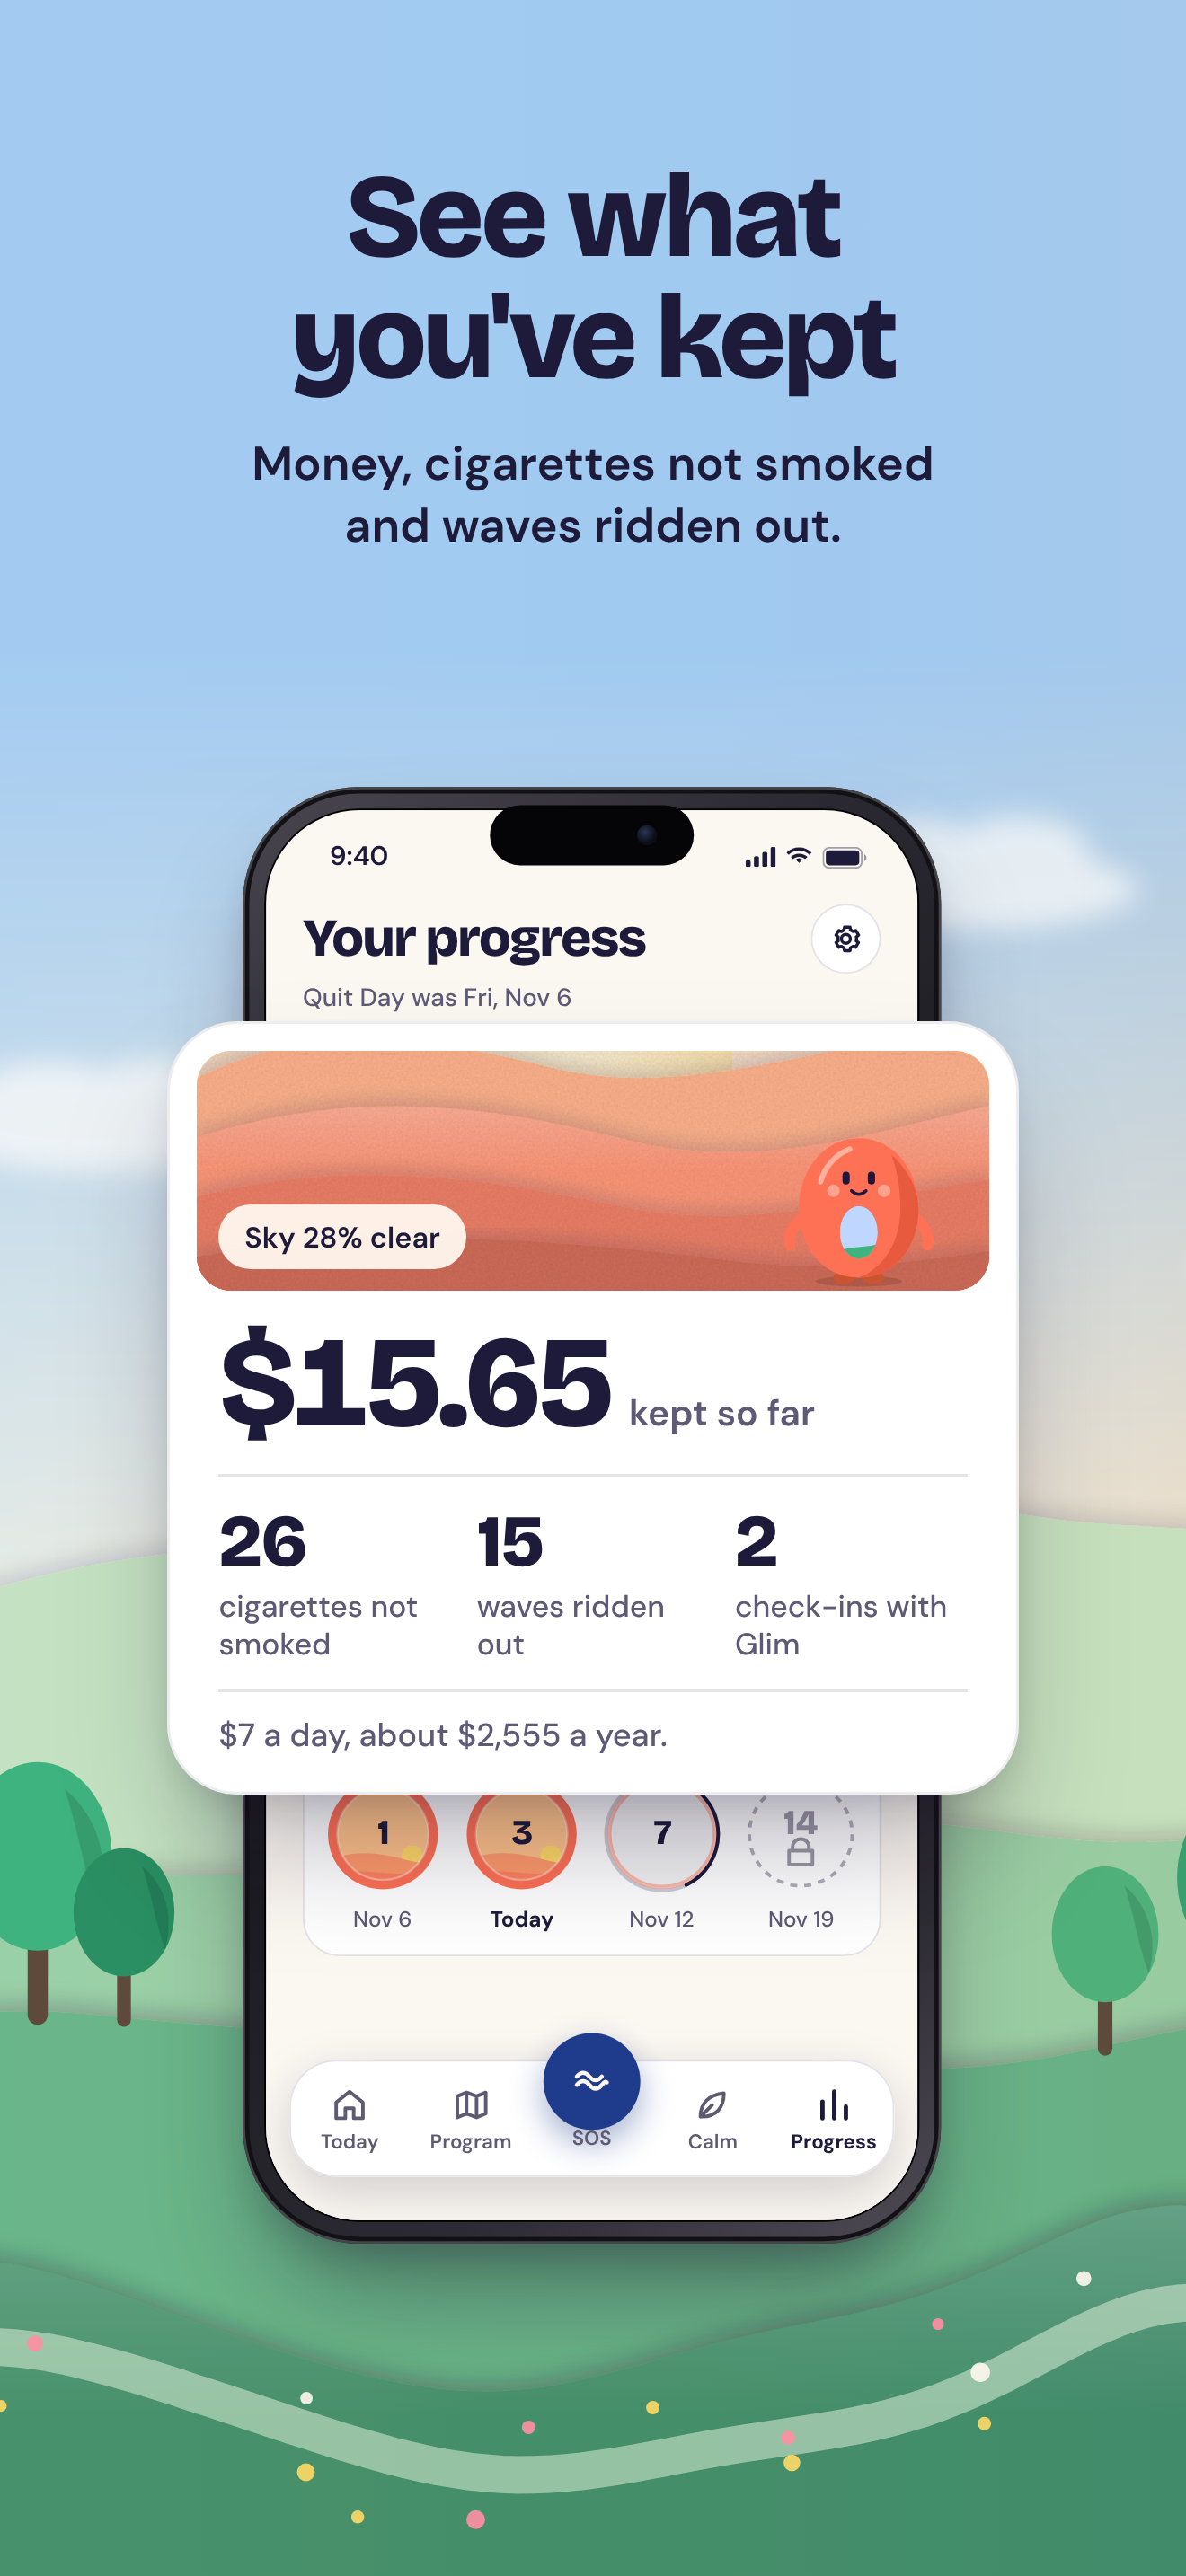 See what
you've kept
Money, cigarettes not smoked
and waves ridden out.
9:40
Your progress
Quit Day was Fri, Nov 6
Sky 28% clear
$15.65 kept so far
26
cigarettes not
smoked
15
waves ridden
out
2
check-ins with
Glim
$7 a day, about $2,555 a year.
1 3 7 14
Nov 6 Today Nov 12 Nov 19
Today Program SOS Calm Progress